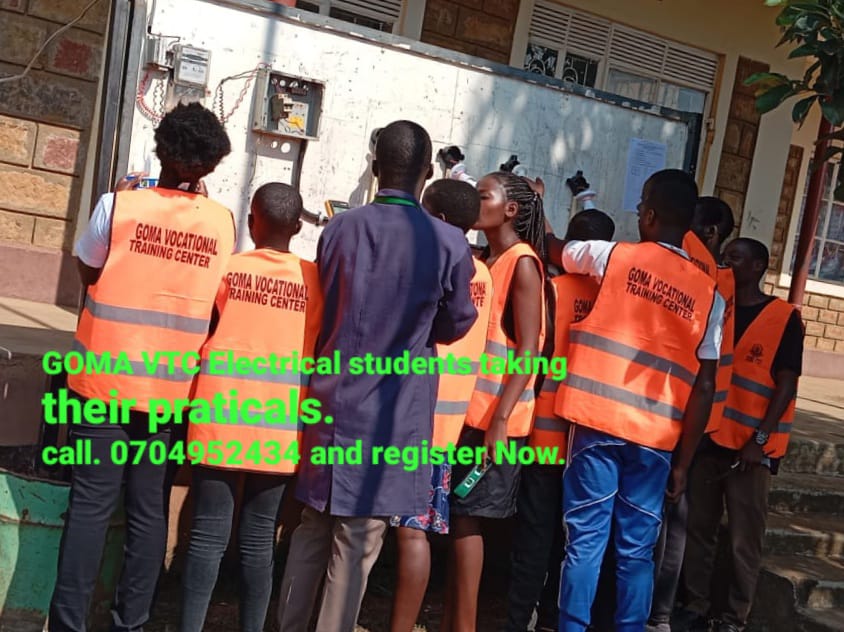 GOMA VOCATIONAL
TRAINING CENTER
GOMA VOCATIONAL
TRAINING CENTER
GOMA VOCATIONAL
TRAINING CENTER
GOMA VTC Electrical students taking
their praticals.
call. 0704952434 and register Now.